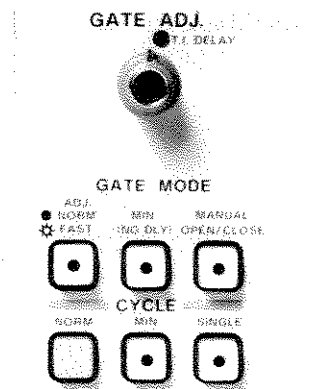 GATE ADJ.
T.I. DELAY
GATE MODE
ADJ.
NORM MIN MANUAL
FAST (NO DLY) OPEN/CLOSE
CYCLE
NORM MIN SINGLE